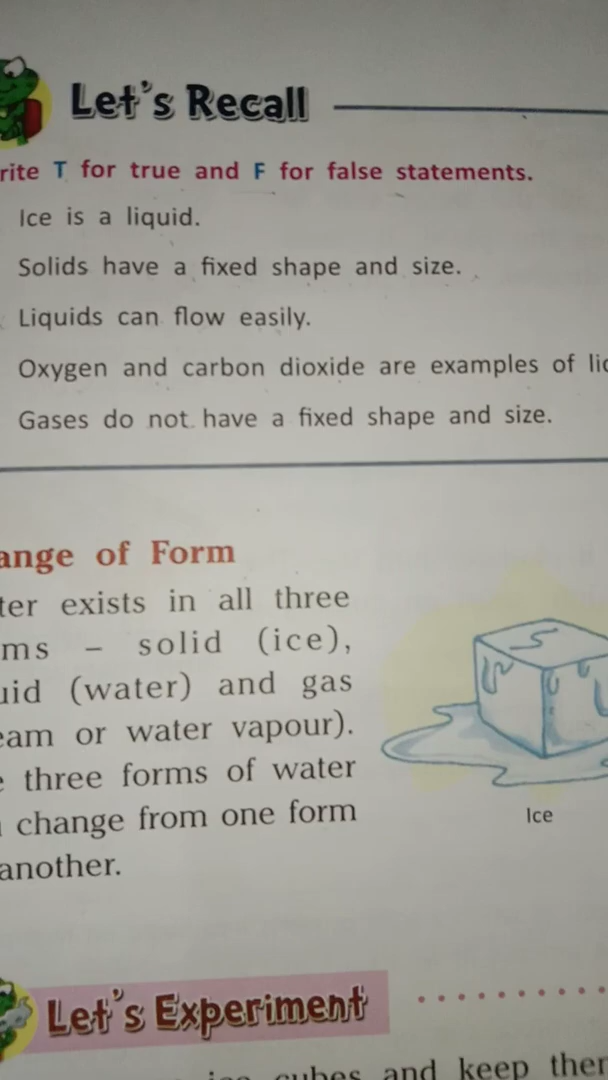 Let's Recall
rite T for true and F for false statements.
Ice is a liquid.
Solids have a fixed shape and size.
Liquids can flow easily.
Oxygen and carbon dioxide are examples of
Gases do not have a fixed shape and size.
ange of Form
ter exists in all three
ms – solid (ice),
uid (water) and gas
eam or water vapour).
three forms of water
change from one form
another.
Ice
Let's Experiment
cubes and keep